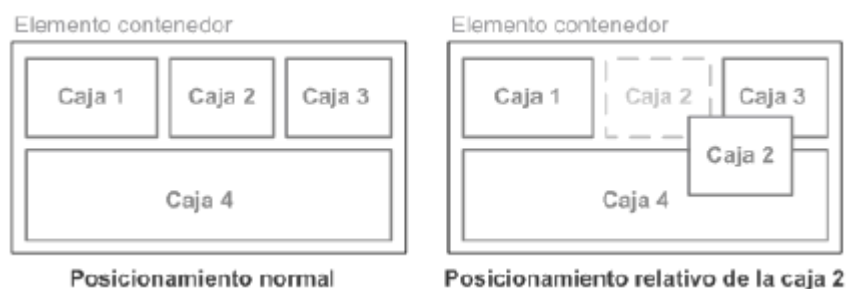 Elemento contenedor
Caja 1
Caja 2
Caja 3
Caja 4
Posicionamiento normal
Elemento contenedor
Caja 1
Caja 2
Caja 3
Caja 2
Caja 4
Posicionamiento relativo de la caja 2